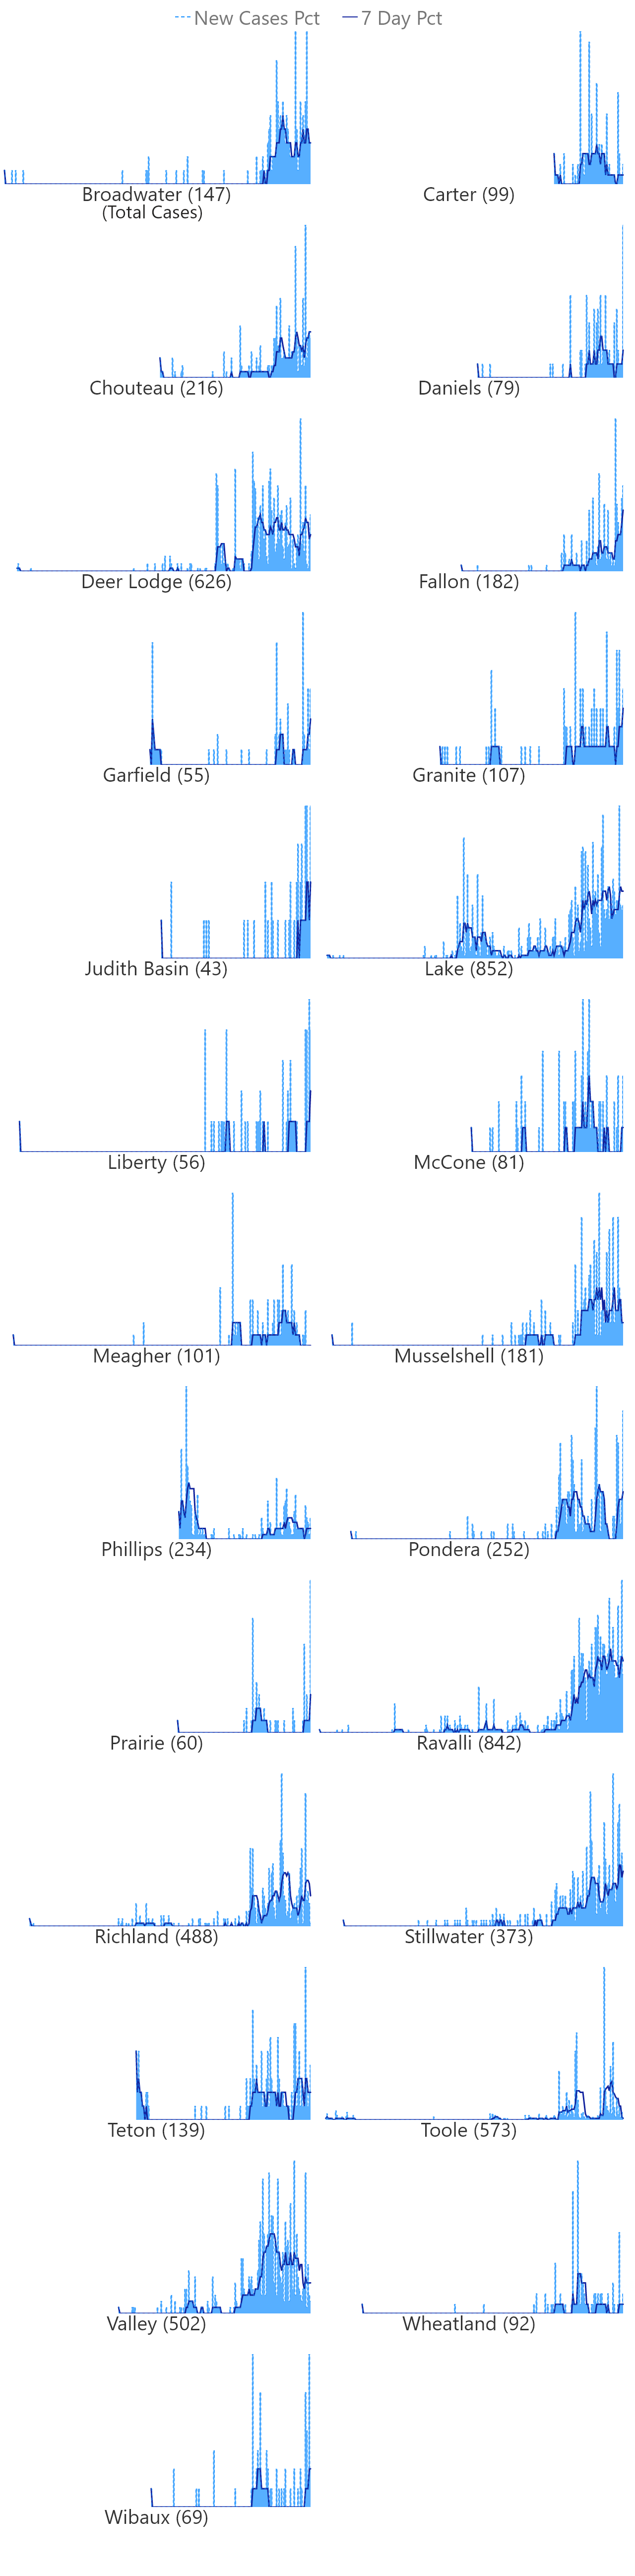 New Cases Pct 7 Day Pct
Broadwater (147)
(Total Cases)
Carter (99)
Chouteau (216)
Daniels (79)
Deer Lodge (626)
Fallon (182)
Garfield (55)
Granite (107)
Judith Basin (43)
Lake (852)
Liberty (56)
McCone (81)
Meagher (101)
Musselshell (181)
Phillips (234)
Pondera (252)
Prairie (60)
Ravalli (842)
Richland (488)
Stillwater (373)
Teton (139)
Toole (573)
Valley (502)
Wheatland (92)
Wibaux (69)